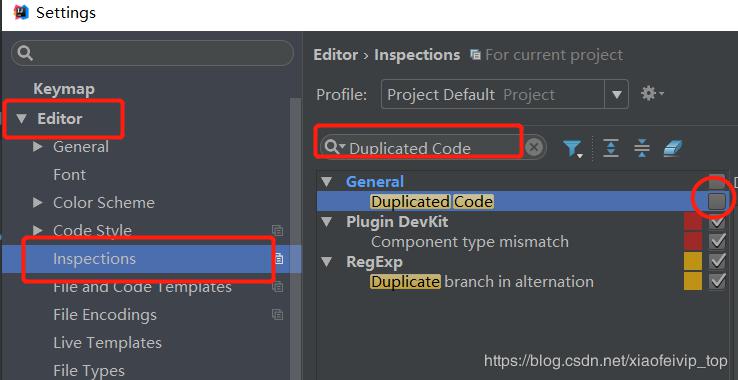 Settings
Keymap
Editor
General
Font
Color Scheme
Code Style
Inspections
File and Code Templates
File Encodings
Live Templates
File Types
Editor › Inspections For current project
Profile: Project Default Project
Duplicated Code
General
Duplicated Code
Plugin DevKit
Component type mismatch
RegExp
Duplicate branch in alternation
https://blog.csdn.net/xiaofeivip_top